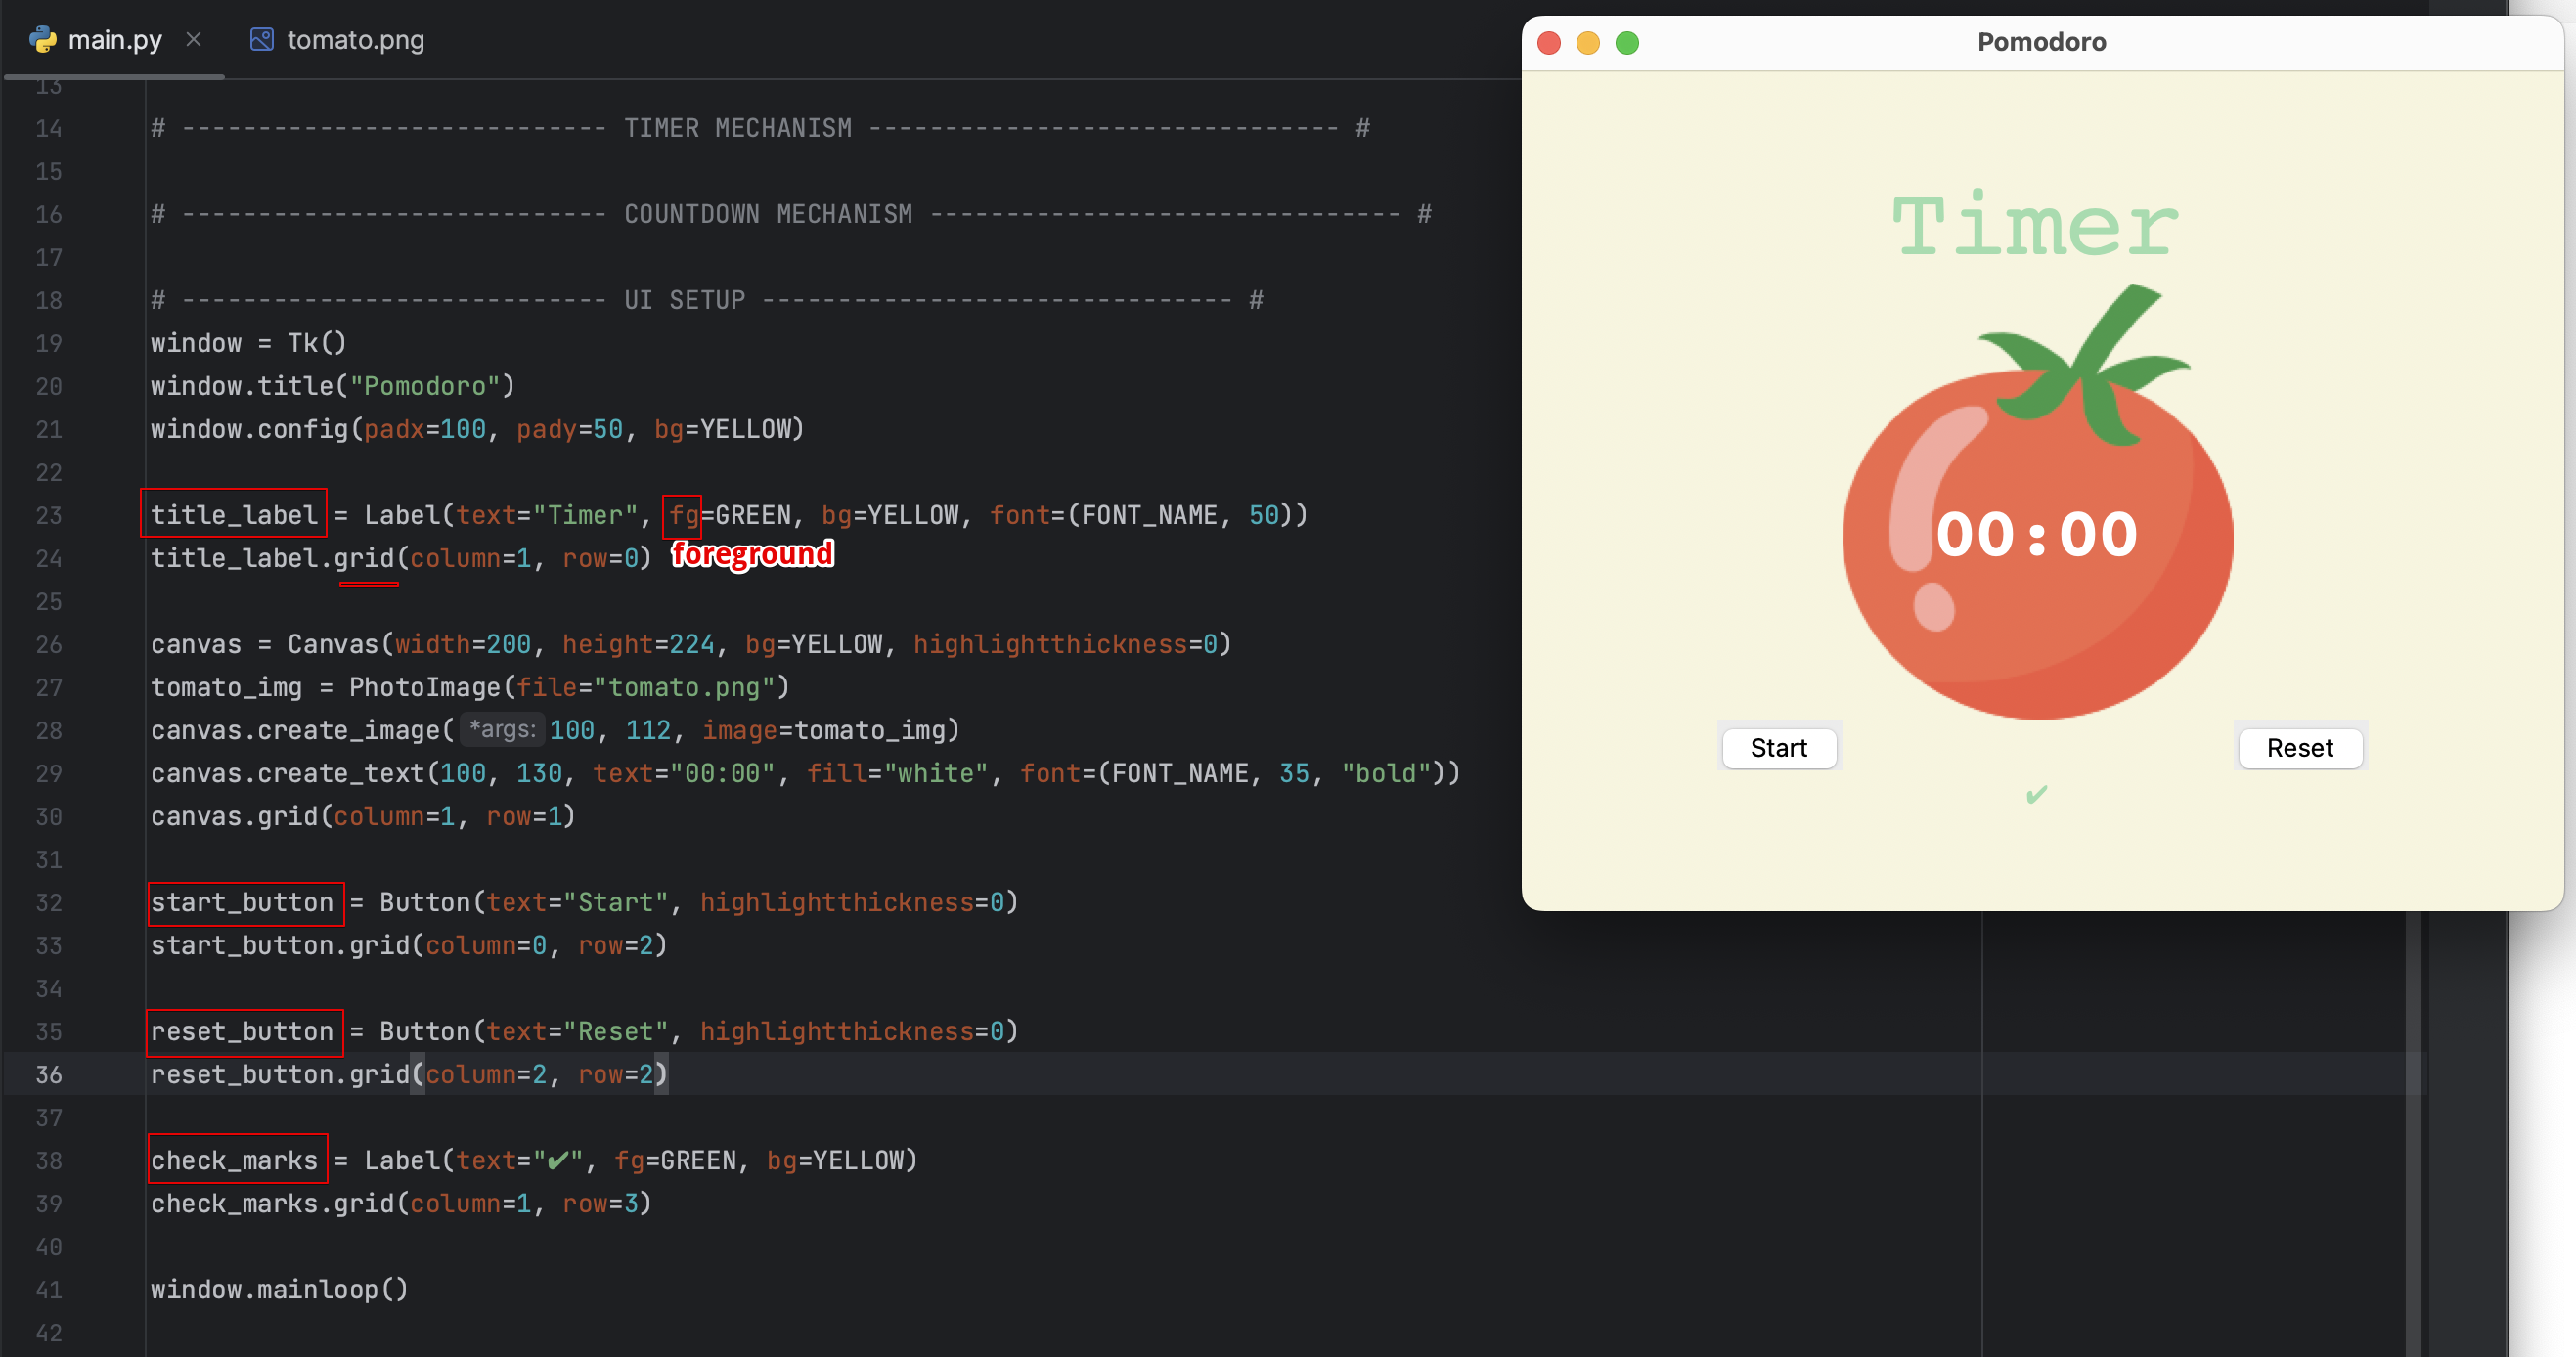 main.py × tomato.png
13
14 # ---------------------------- TIMER MECHANISM ------------------------------- #
15
16 # ---------------------------- COUNTDOWN MECHANISM ------------------------------- #
17
18 # ---------------------------- UI SETUP ------------------------------- #
19 window = Tk()
20 window.title("Pomodoro")
21 window.config(padx=100, pady=50, bg=YELLOW)
22
23 title_label = Label(text="Timer", fg=GREEN, bg=YELLOW, font=(FONT_NAME, 50))
24 title_label.grid(column=1, row=0) foreground
25
26 canvas = Canvas(width=200, height=224, bg=YELLOW, highlightthickness=0)
27 tomato_img = PhotoImage(file="tomato.png")
28 canvas.create_image( *args: 100, 112, image=tomato_img)
29 canvas.create_text(100, 130, text="00:00", fill="white", font=(FONT_NAME, 35, "bold"))
30 canvas.grid(column=1, row=1)
31
32 start_button = Button(text="Start", highlightthickness=0)
33 start_button.grid(column=0, row=2)
34
35 reset_button = Button(text="Reset", highlightthickness=0)
36 reset_button.grid(column=2, row=2)
37
38 check_marks = Label(text="✔", fg=GREEN, bg=YELLOW)
39 check_marks.grid(column=1, row=3)
40
41 window.mainloop()
42
Pomodoro
Timer
00:00
Start Reset
✔